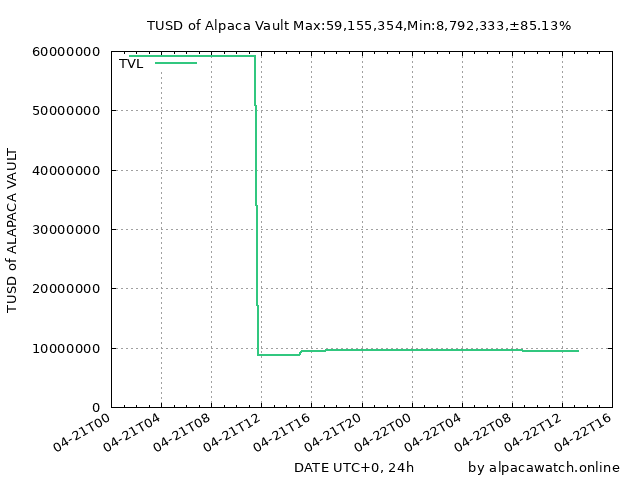 TUSD of Alpaca Vault Max:59,155,354,Min:8,792,333,±85.13%
60000000
TVL
50000000
40000000
30000000
20000000
10000000
0
TUSD of ALAPACA VAULT
04-21T00
04-21T04
04-21T08
04-21T12
04-21T16
04-21T20
04-22T00
04-22T04
04-22T08
04-22T12
04-22T16
DATE UTC+0, 24h
by alpacawatch.online